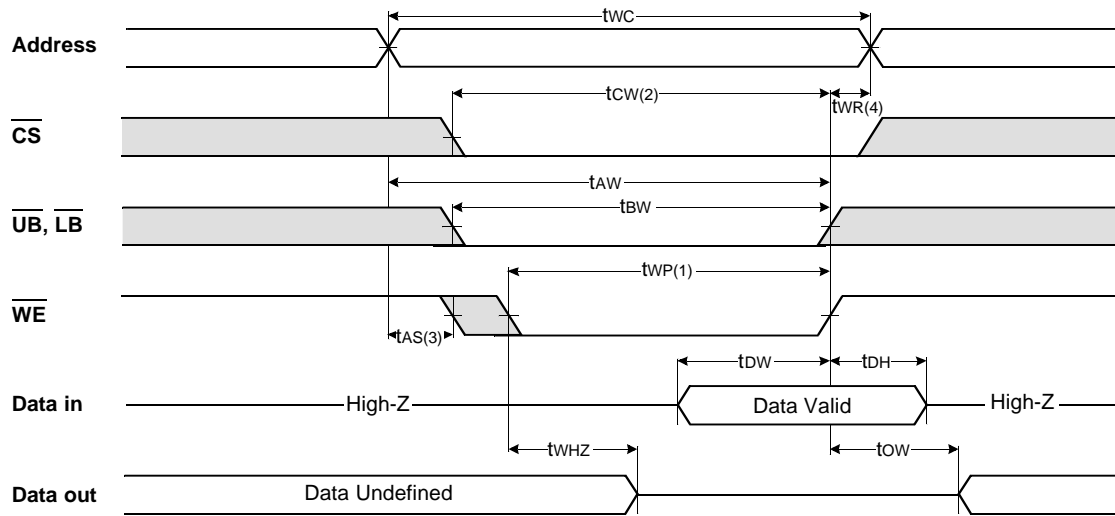 tWC
Address
tCW(2)
tWR(4)
CS
tAW
tBW
UB, LB
tWP(1)
WE
tAS(3)
tDW
tDH
Data in
High-Z
Data Valid
High-Z
tWHZ
tOW
Data out
Data Undefined